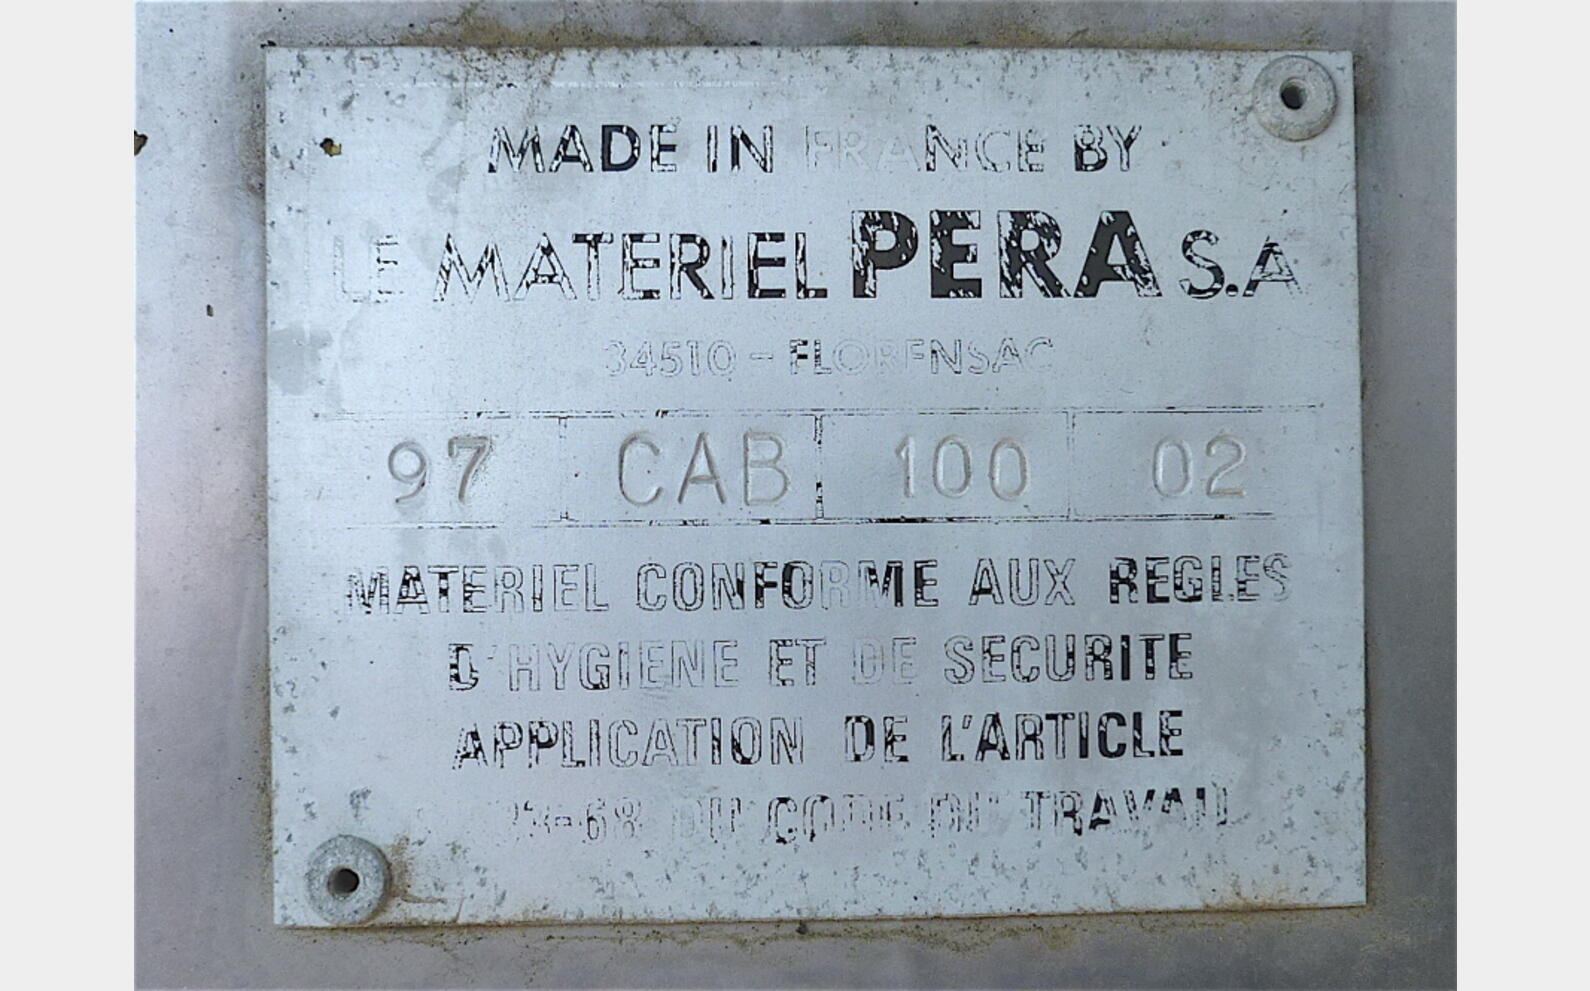 MADE IN FRANCE BY
LE MATERIEL PERA S.A
34510 - FLORENSAC
97 CAB 100 02
MATERIEL CONFORME AUX REGLES
D'HYGIENE ET DE SECURITE
APPLICATION DE L'ARTICLE
DU CODE DU TRAVAIL